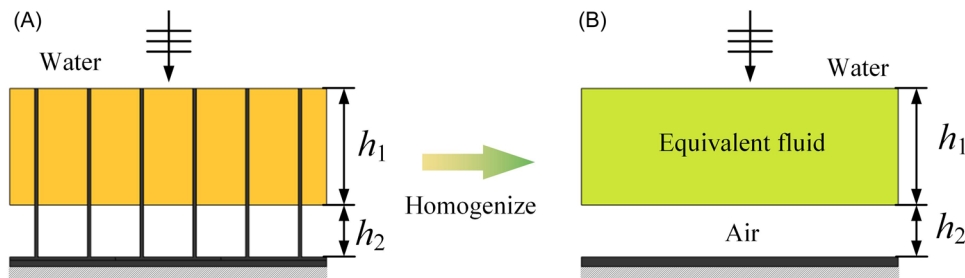 (A)
Water
h₁
h₂
Homogenize
(B)
Water
Equivalent fluid
h₁
Air
h₂